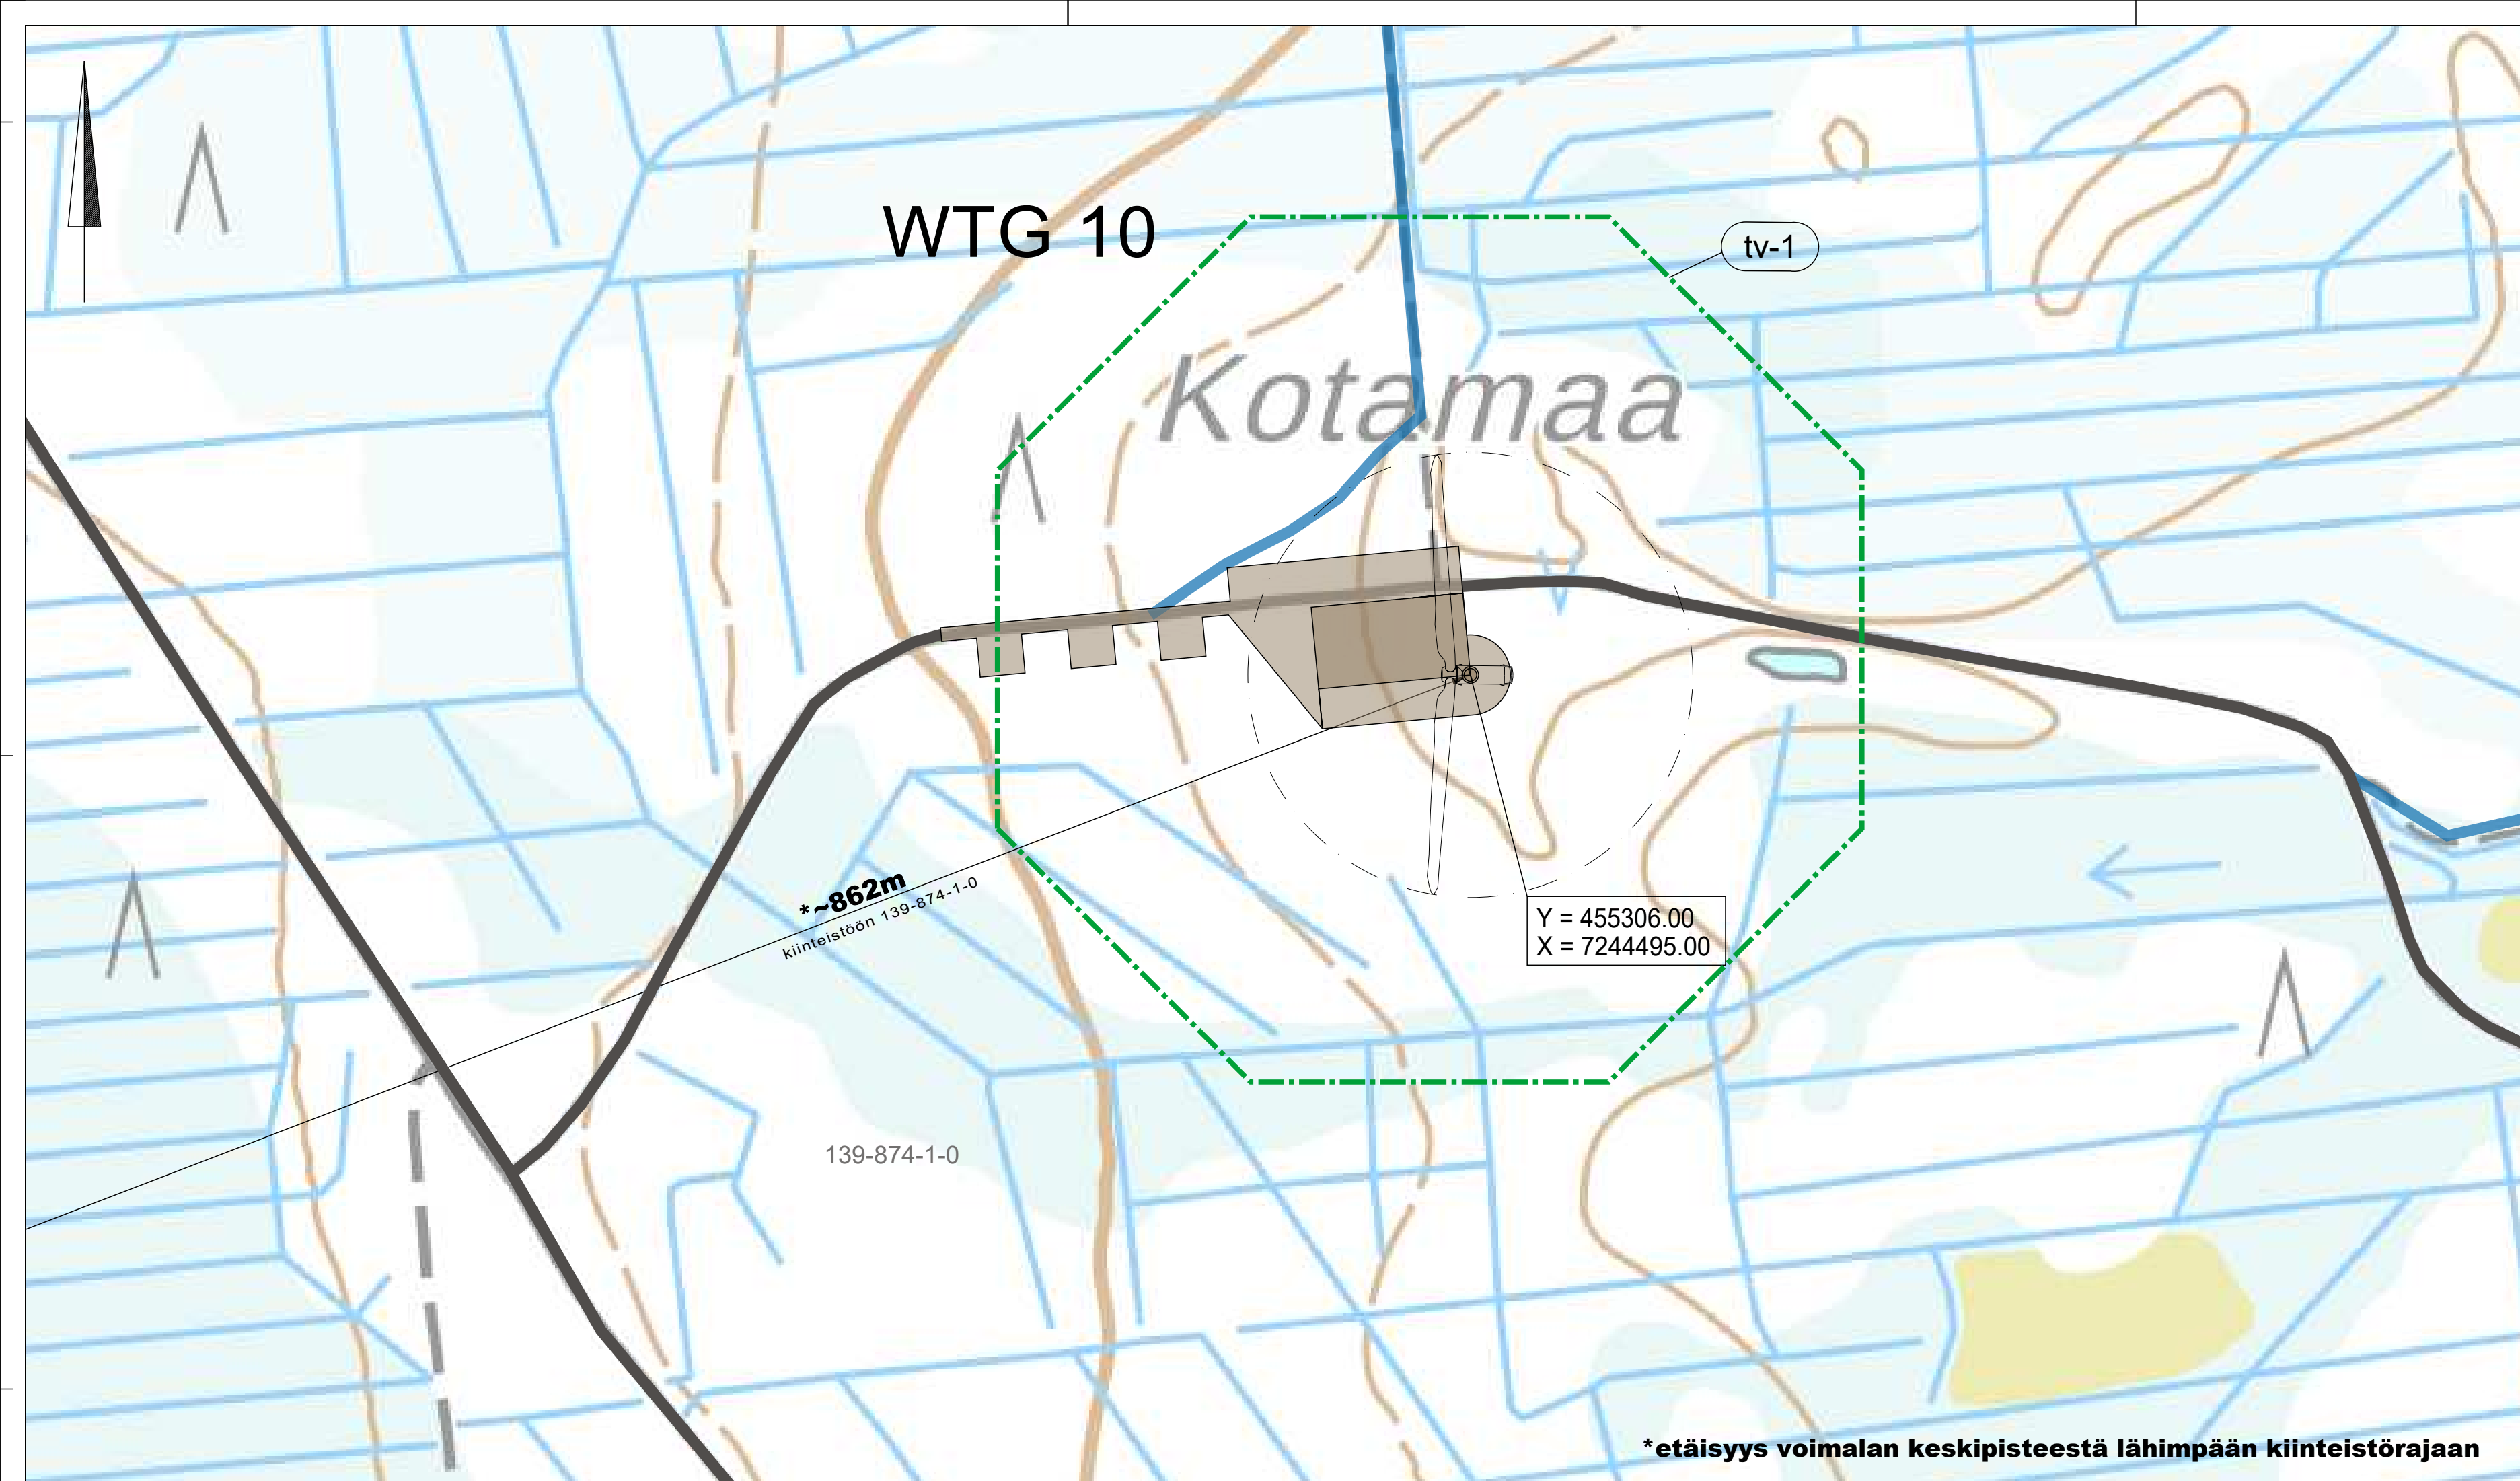 WTG 10
tv-1
Kotamaa
*~862m
kiinteistöön 139-874-1-0
Y = 455306.00
X = 7244495.00
139-874-1-0
*etäisyys voimalan keskipisteestä lähimpään kiinteistörajaan